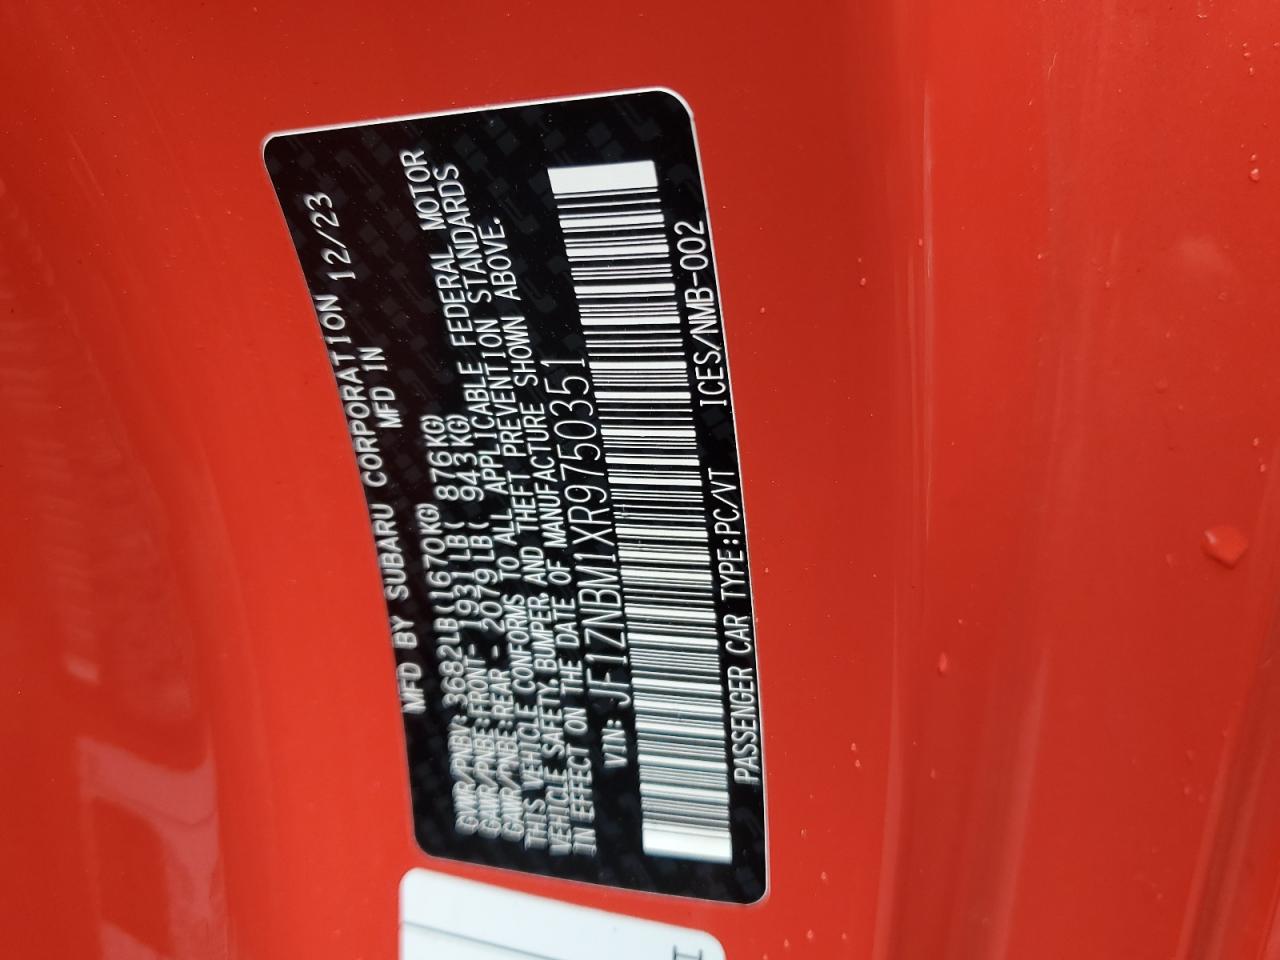 MFD BY SUBARU CORPORATION 12/23
MFD IN
GVWR/PNBV: 3682LB(1670KG)
GAWR/PNBE:FRONT- 1931LB( 876KG)
GAWR/PNBE:REAR - 2079LB( 943KG)
THIS VEHICLE CONFORMS TO ALL APPLICABLE FEDERAL MOTOR
VEHICLE SAFETY, BUMPER, AND THEFT PREVENTION STANDARDS
IN EFFECT ON THE DATE OF MANUFACTURE SHOWN ABOVE.
VIN: JF1ZNBM1XR9750351
PASSENGER CAR TYPE:PC/VT ICES/NMB-002